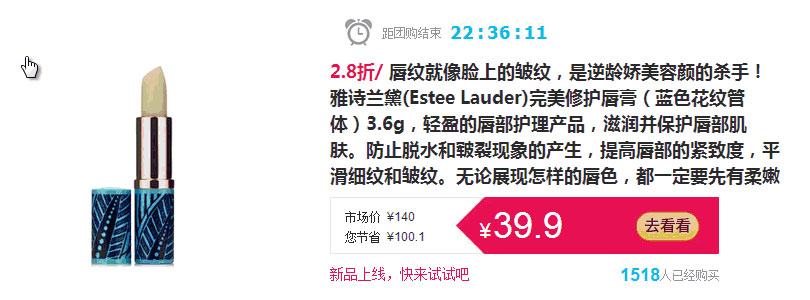 距团购结束 22:36:11
2.8折/ 唇纹就像脸上的皱纹，是逆龄娇美容颜的杀手！
雅诗兰黛(Estee Lauder)完美修护唇膏（蓝色花纹管
体）3.6g，轻盈的唇部护理产品，滋润并保护唇部肌
肤。防止脱水和皲裂现象的产生，提高唇部的紧致度，平
滑细纹和皱纹。无论展现怎样的唇色，都一定要先有柔嫩
市场价 ¥140
您节省 ¥100.1
¥39.9
去看看
新品上线，快来试试吧
1518人已经购买